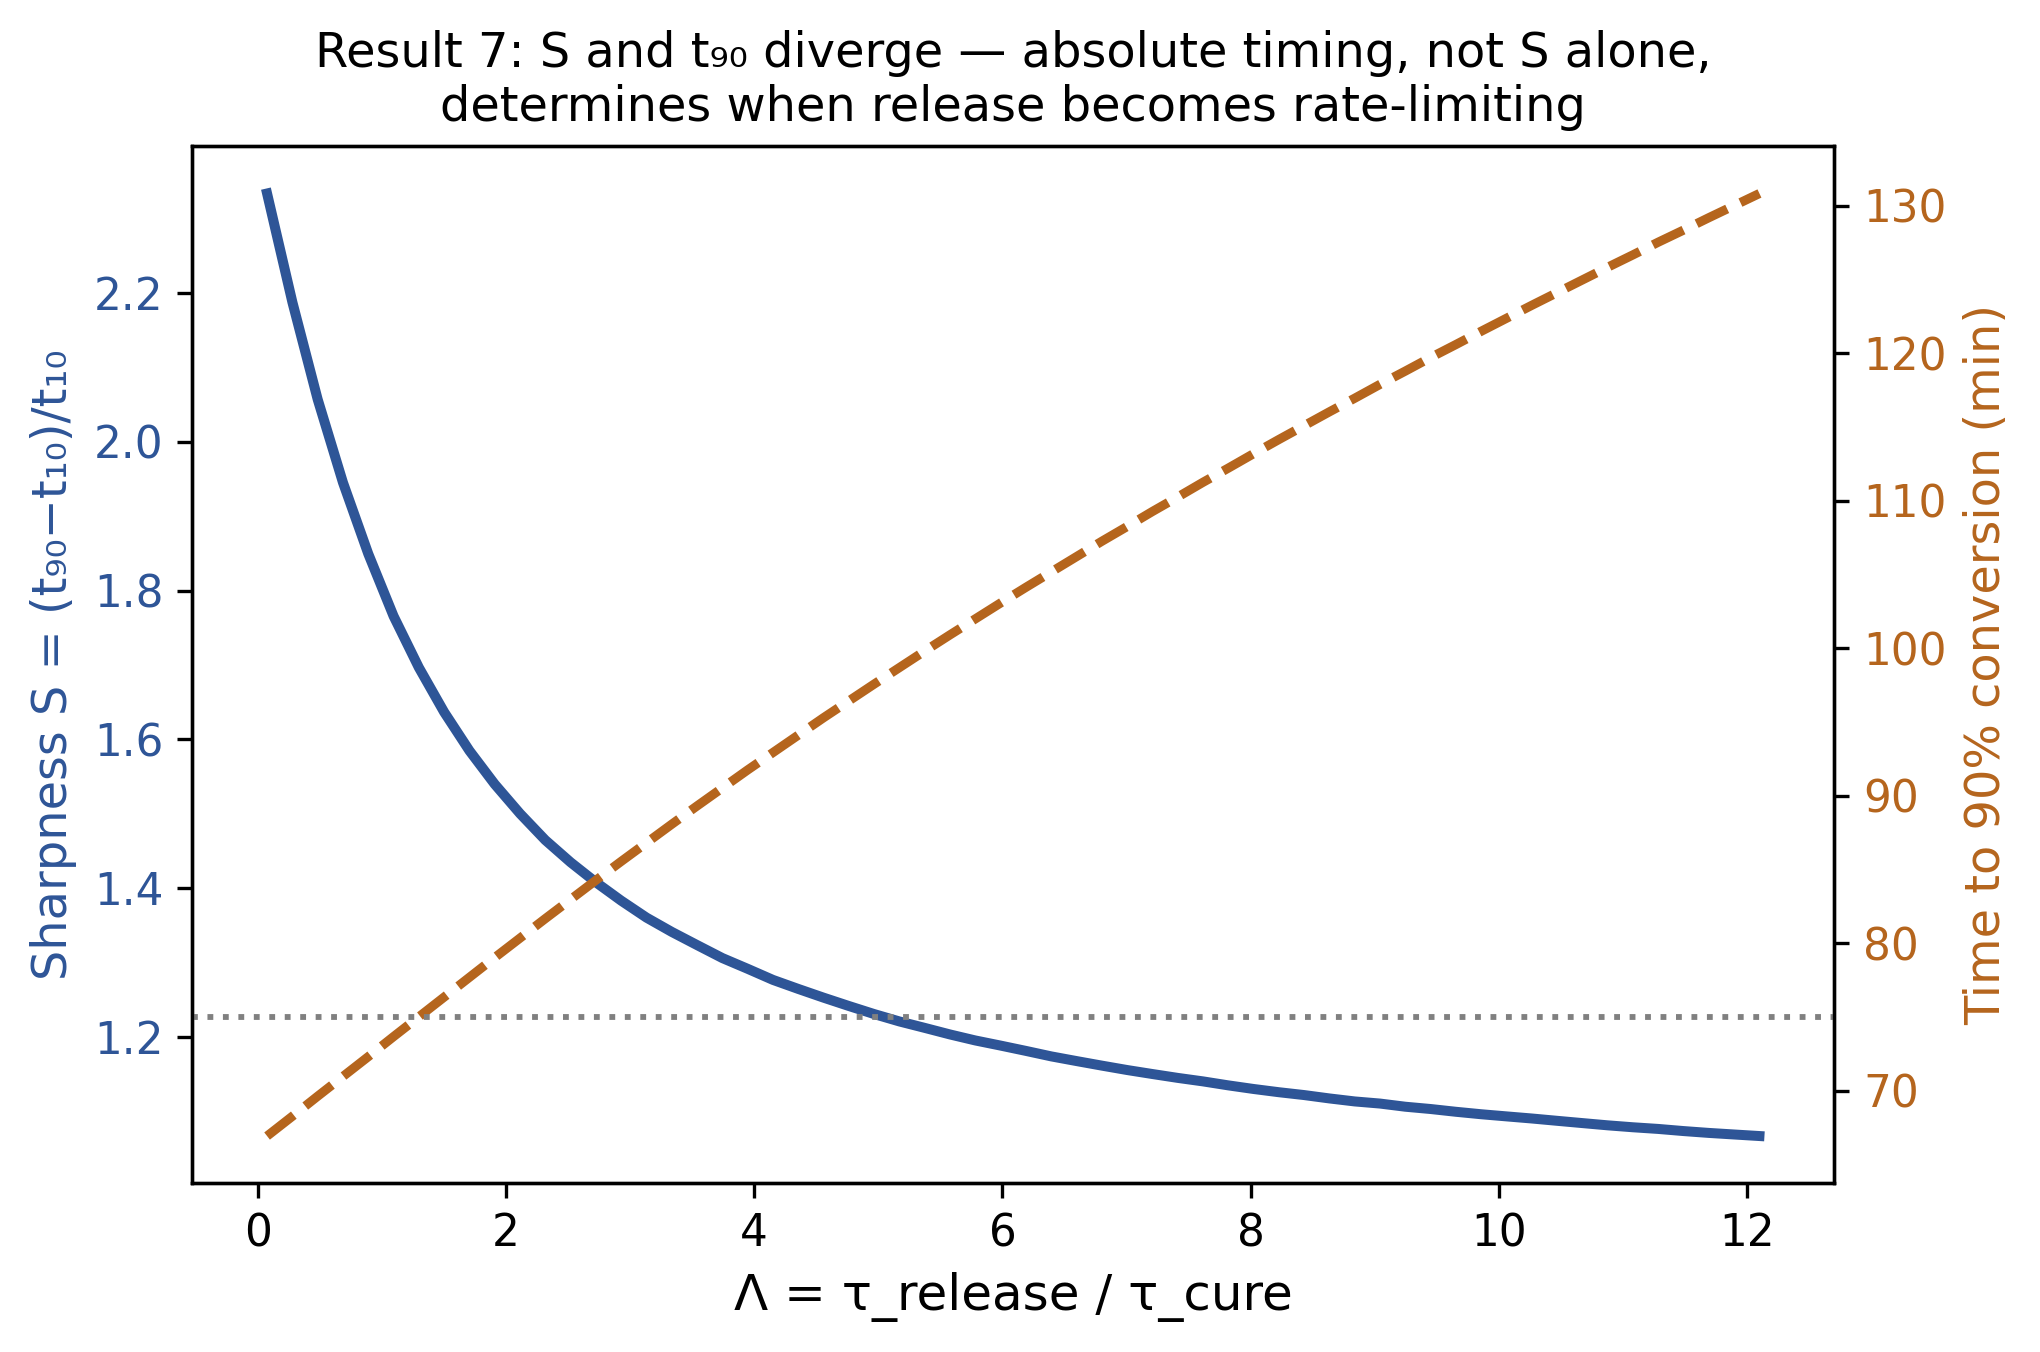 Result 7: S and t₉₀ diverge — absolute timing, not S alone,
determines when release becomes rate-limiting
Sharpness S = (t₉₀−t₁₀)/t₁₀
2.2
2.0
1.8
1.6
1.4
1.2
130
120
110
100
90
80
70
Time to 90% conversion (min)
0 2 4 6 8 10 12
Λ = τ_release / τ_cure